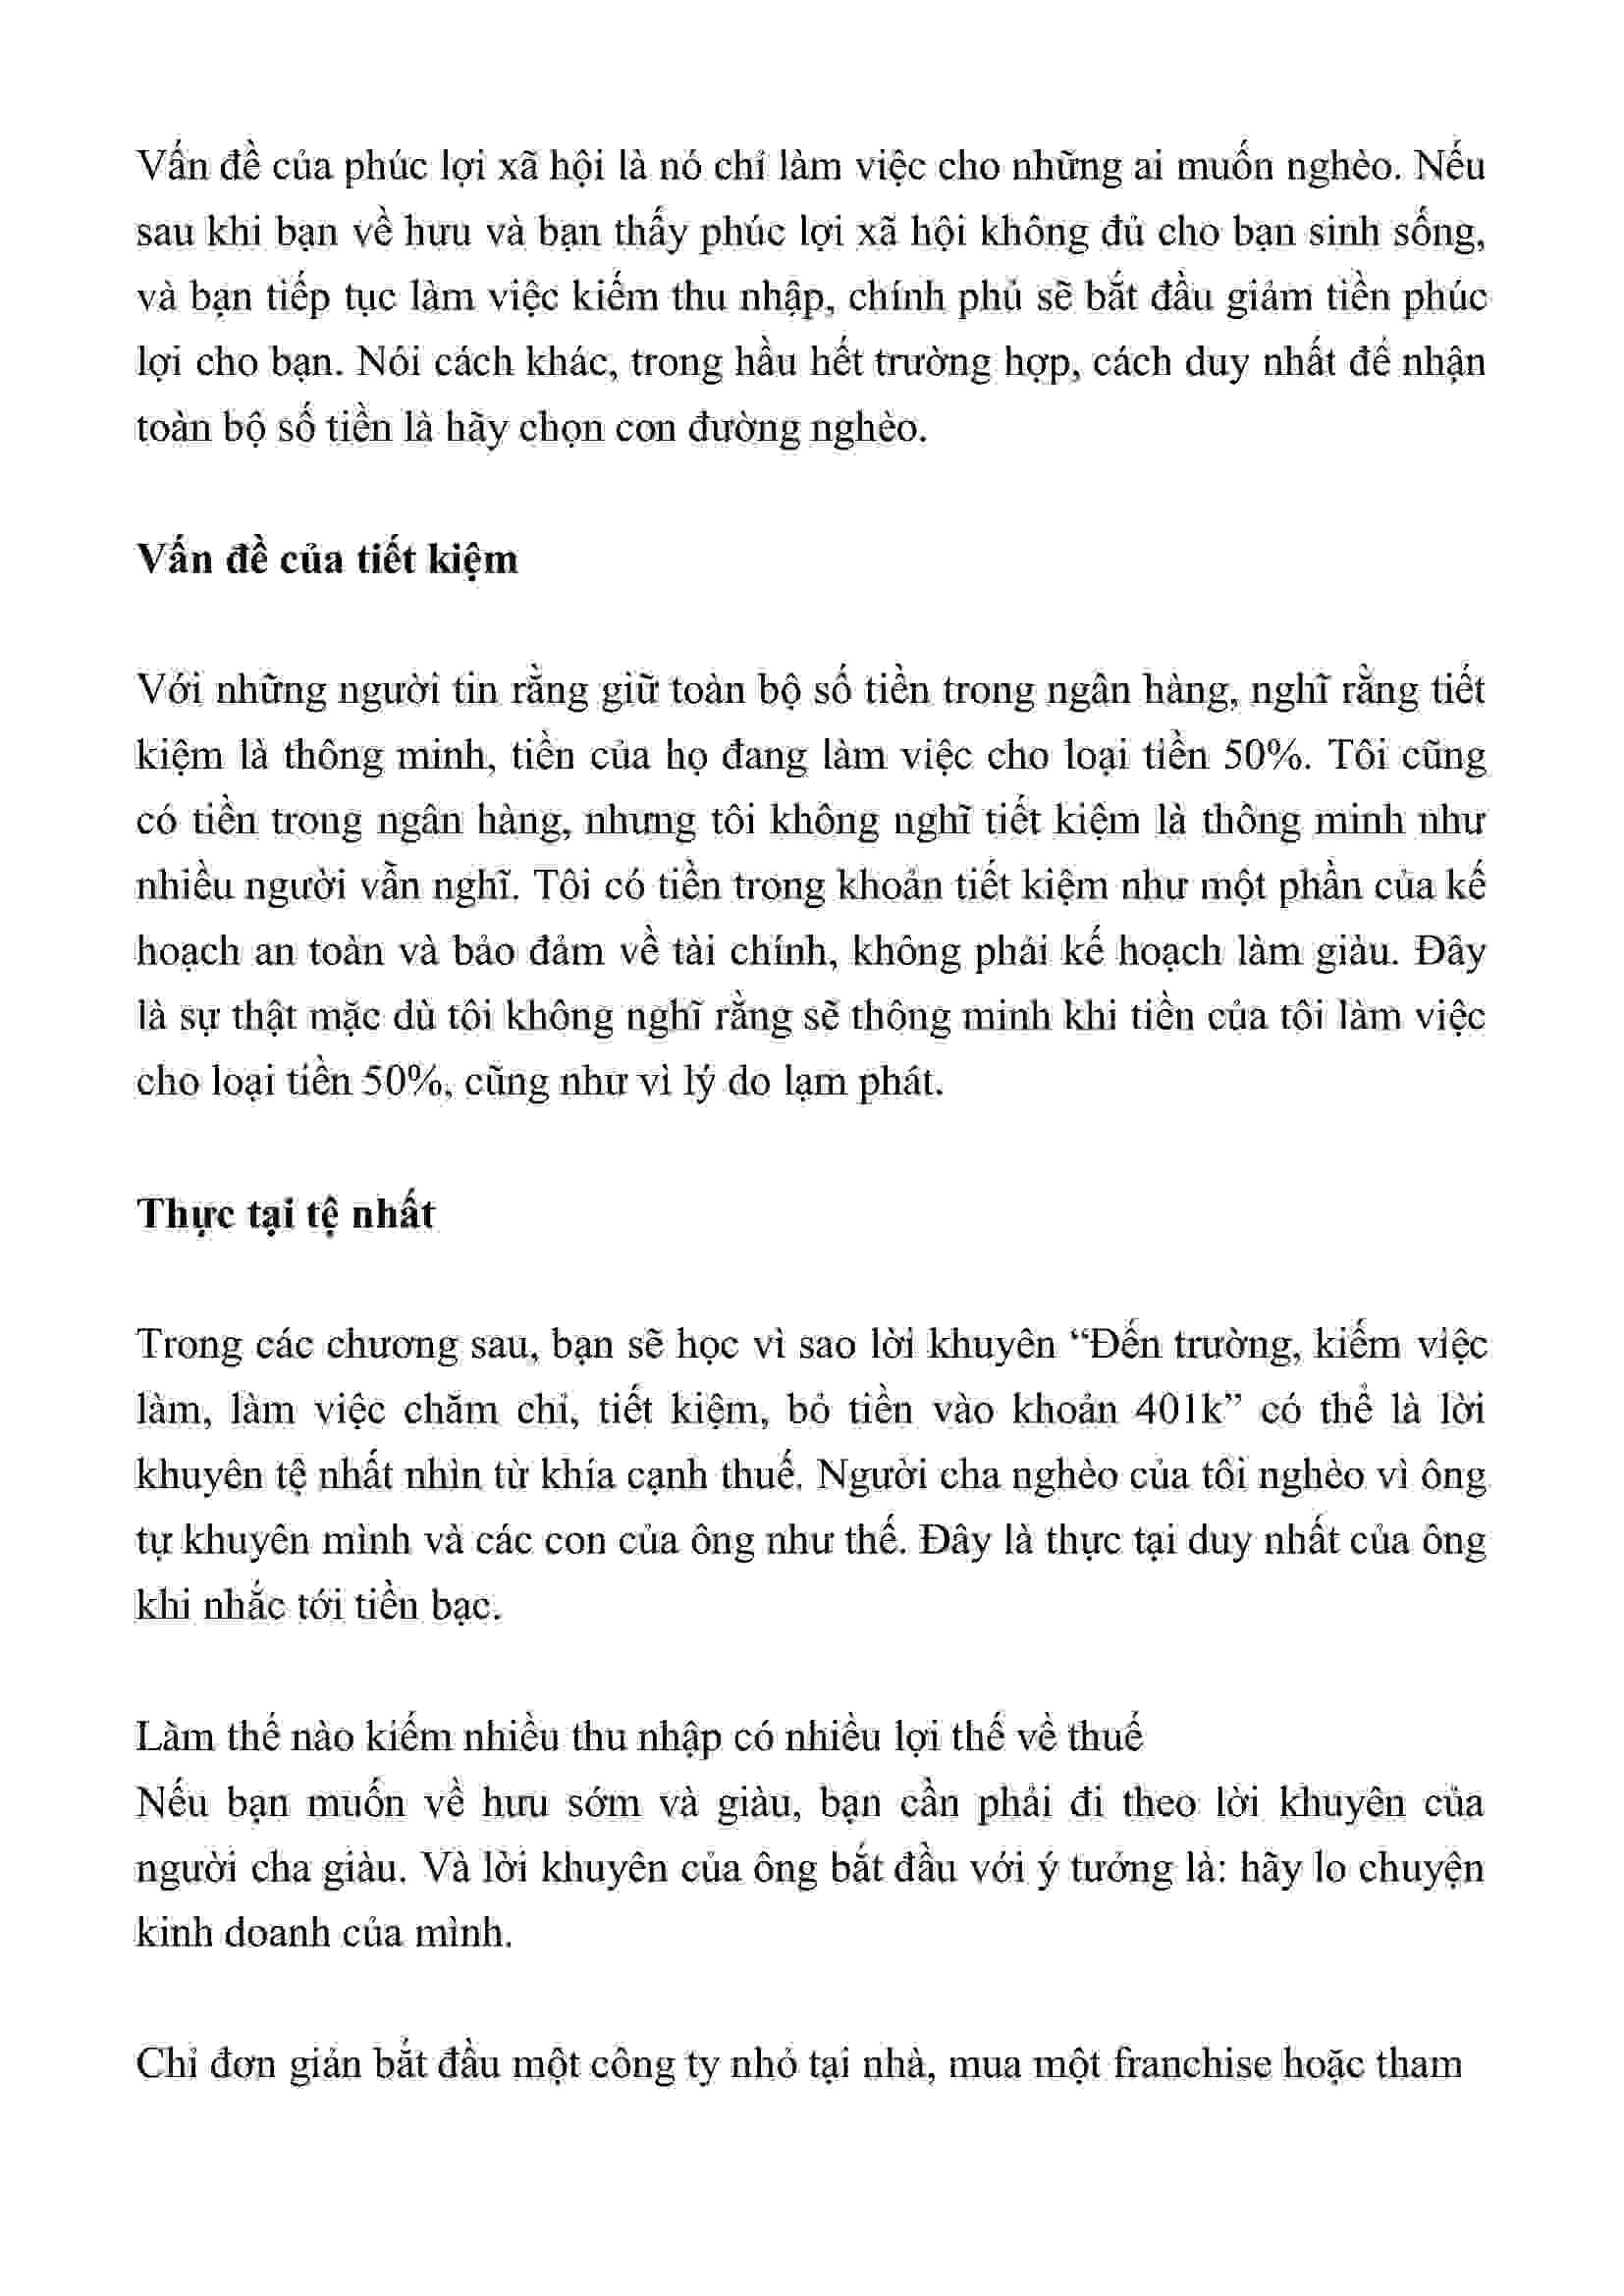 Vấn đề của phúc lợi xã hội là nó chỉ làm việc cho những ai muốn nghèo. Nếu
sau khi bạn về hưu và bạn thấy phúc lợi xã hội không đủ cho bạn sinh sống,
và bạn tiếp tục làm việc kiếm thu nhập, chính phủ sẽ bắt đầu giảm tiền phúc
lợi cho bạn. Nói cách khác, trong hầu hết trường hợp, cách duy nhất để nhận
toàn bộ số tiền là hãy chọn con đường nghèo.
Vấn đề của tiết kiệm
Với những người tin rằng giữ toàn bộ số tiền trong ngân hàng, nghĩ rằng tiết
kiệm là thông minh, tiền của họ đang làm việc cho loại tiền 50%. Tôi cũng
có tiền trong ngân hàng, nhưng tôi không nghĩ tiết kiệm là thông minh như
nhiều người vẫn nghĩ. Tôi có tiền trong khoản tiết kiệm như một phần của kế
hoạch an toàn và bảo đảm về tài chính, không phải kế hoạch làm giàu. Đây
là sự thật mặc dù tôi không nghĩ rằng sẽ thông minh khi tiền của tôi làm việc
cho loại tiền 50%, cũng như vì lý do lạm phát.
Thực tại tệ nhất
Trong các chương sau, bạn sẽ học vì sao lời khuyên “Đến trường, kiếm việc
làm, làm việc chăm chỉ, tiết kiệm, bỏ tiền vào khoản 401k” có thể là lời
khuyên tệ nhất nhìn từ khía cạnh thuế. Người cha nghèo của tôi nghèo vì ông
tự khuyên mình và các con của ông như thế. Đây là thực tại duy nhất của ông
khi nhắc tới tiền bạc.
Làm thế nào kiếm nhiều thu nhập có nhiều lợi thế về thuế
Nếu bạn muốn về hưu sớm và giàu, bạn cần phải đi theo lời khuyên của
người cha giàu. Và lời khuyên của ông bắt đầu với ý tưởng là: hãy lo chuyện
kinh doanh của mình.
Chỉ đơn giản bắt đầu một công ty nhỏ tại nhà, mua một franchise hoặc tham